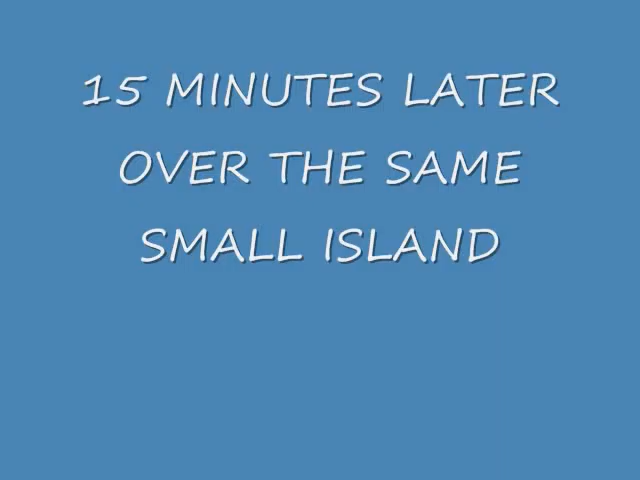 15 MINUTES LATER
OVER THE SAME
SMALL ISLAND